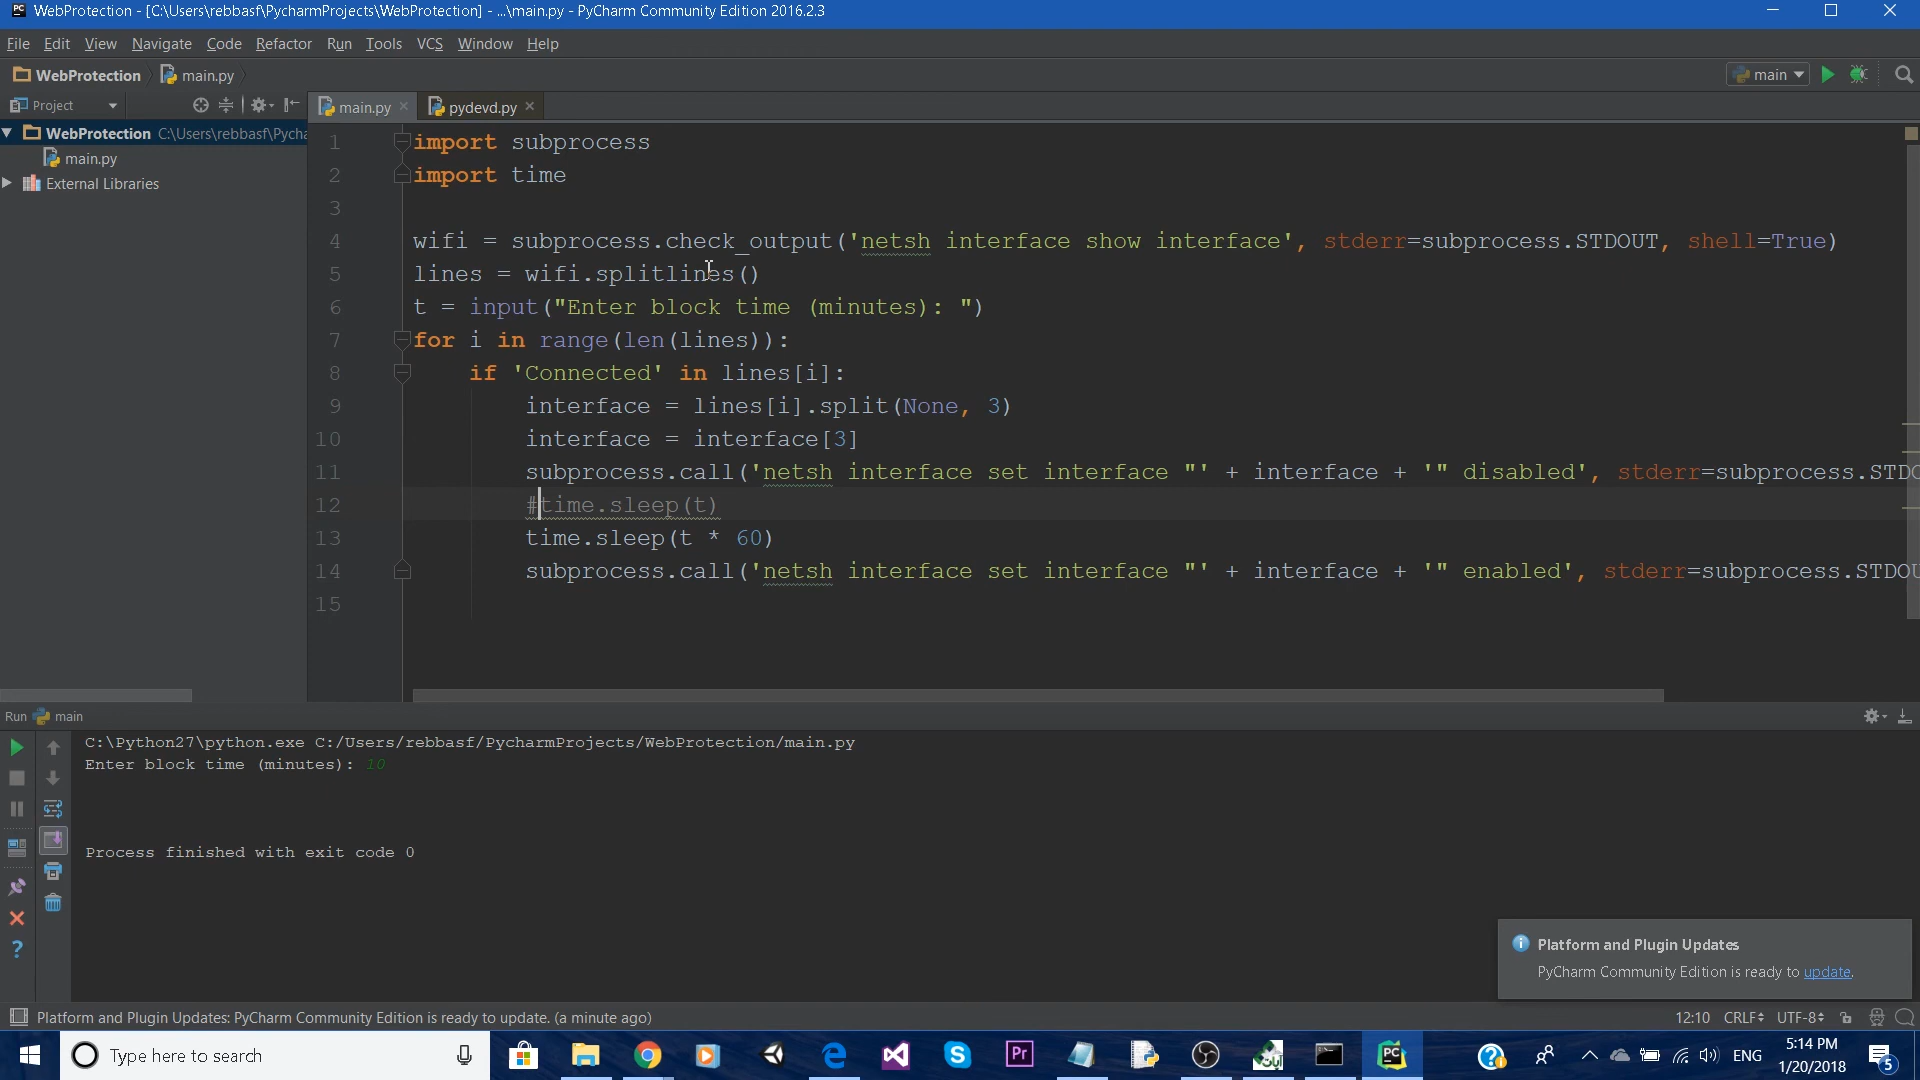 WebProtection - [C:\Users\rebbasf\PycharmProjects\WebProtection] - ...\main.py - PyCharm Community Edition 2016.2.3
File Edit View Navigate Code Refactor Run Tools VCS Window Help
WebProtection main.py main
Project main.py pydevd.py
WebProtection C:\Users\rebbasf\Pycha
main.py
External Libraries
1 import subprocess
2 import time
3
4 wifi = subprocess.check_output('netsh interface show interface', stderr=subprocess.STDOUT, shell=True)
5 lines = wifi.splitlines()
6 t = input("Enter block time (minutes): ")
7 for i in range(len(lines)):
8 if 'Connected' in lines[i]:
9 interface = lines[i].split(None, 3)
10 interface = interface[3]
11 subprocess.call('netsh interface set interface "' + interface + '" disabled', stderr=subprocess.STDO
12 #time.sleep(t)
13 time.sleep(t * 60)
14 subprocess.call('netsh interface set interface "' + interface + '" enabled', stderr=subprocess.STDOU
15
Run main
C:\Python27\python.exe C:/Users/rebbasf/PycharmProjects/WebProtection/main.py
Enter block time (minutes): 10
Process finished with exit code 0
Platform and Plugin Updates
PyCharm Community Edition is ready to update.
Platform and Plugin Updates: PyCharm Community Edition is ready to update. (a minute ago)
12:10 CRLF UTF-8
Type here to search
ENG
5:14 PM
1/20/2018
5